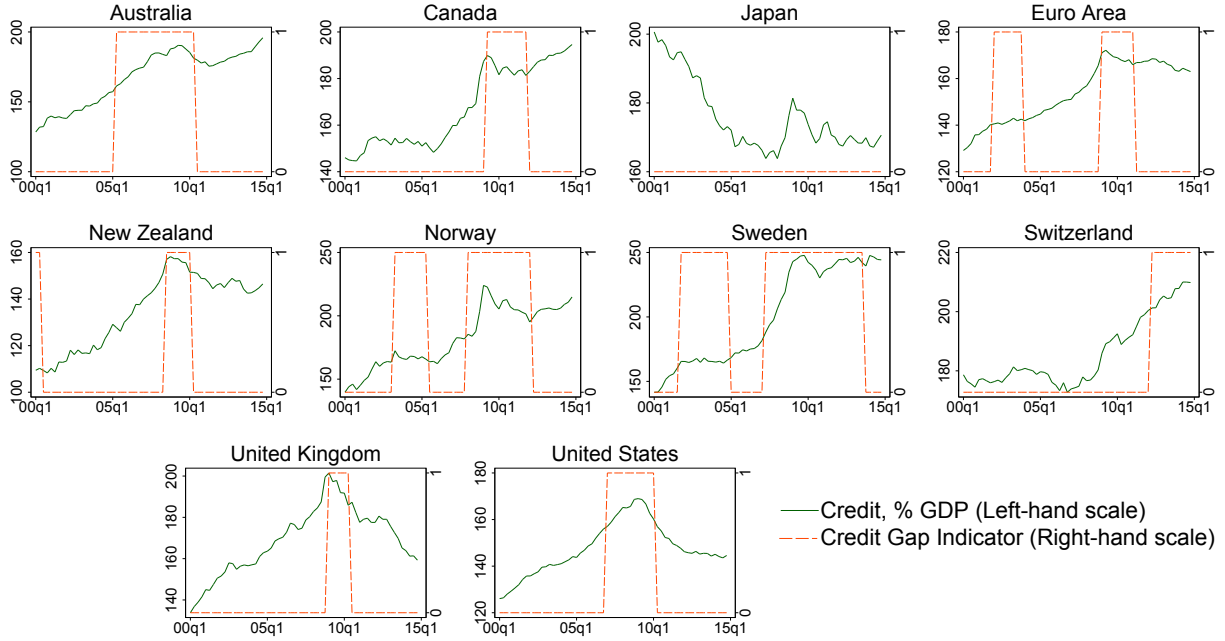 Australia
200
150
100
1
0
00q1 05q1 10q1 15q1
Canada
200
180
160
140
1
0
00q1 05q1 10q1 15q1
Japan
200
190
180
170
160
1
0
00q1 05q1 10q1 15q1
Euro Area
180
160
140
120
1
0
00q1 05q1 10q1 15q1
New Zealand
160
140
120
100
1
0
00q1 05q1 10q1 15q1
Norway
250
200
150
1
0
00q1 05q1 10q1 15q1
Sweden
250
200
150
1
0
00q1 05q1 10q1 15q1
Switzerland
220
200
180
1
0
00q1 05q1 10q1 15q1
United Kingdom
200
180
160
140
1
0
00q1 05q1 10q1 15q1
United States
180
160
140
120
1
0
00q1 05q1 10q1 15q1
Credit, % GDP (Left-hand scale)
Credit Gap Indicator (Right-hand scale)